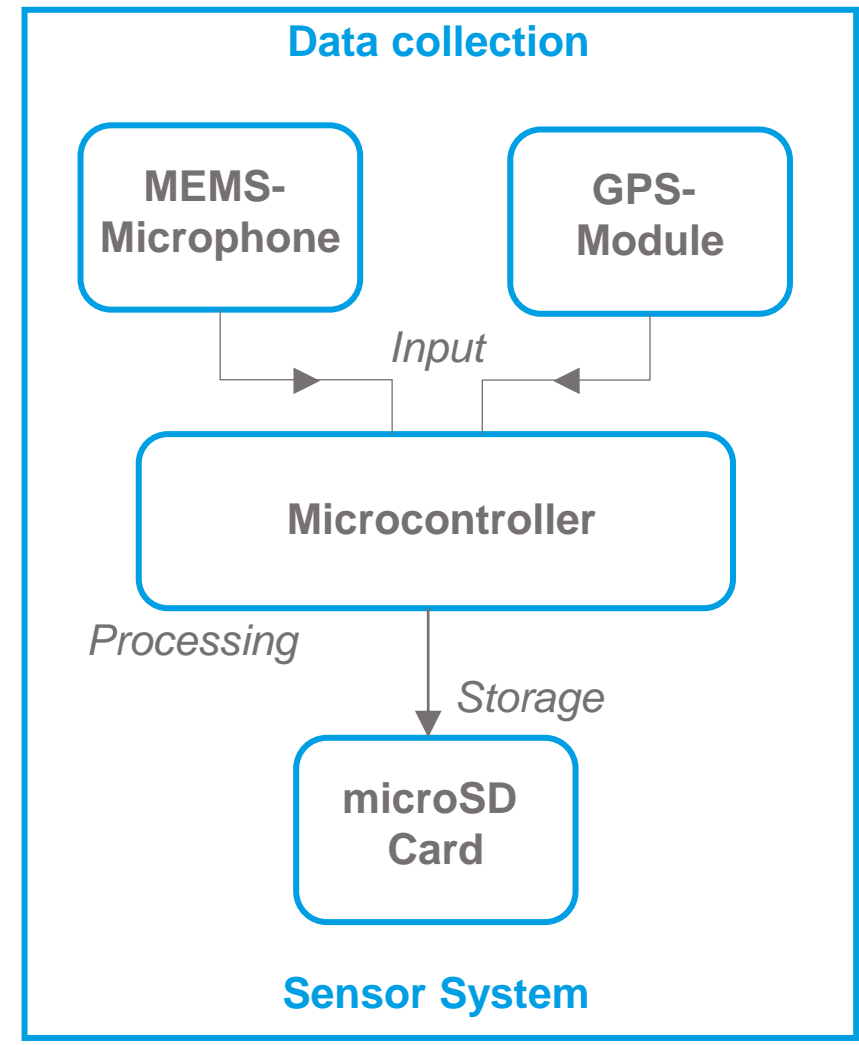 Data collection
MEMS-
Microphone
GPS-
Module
Input
Microcontroller
Processing
Storage
microSD
Card
Sensor System